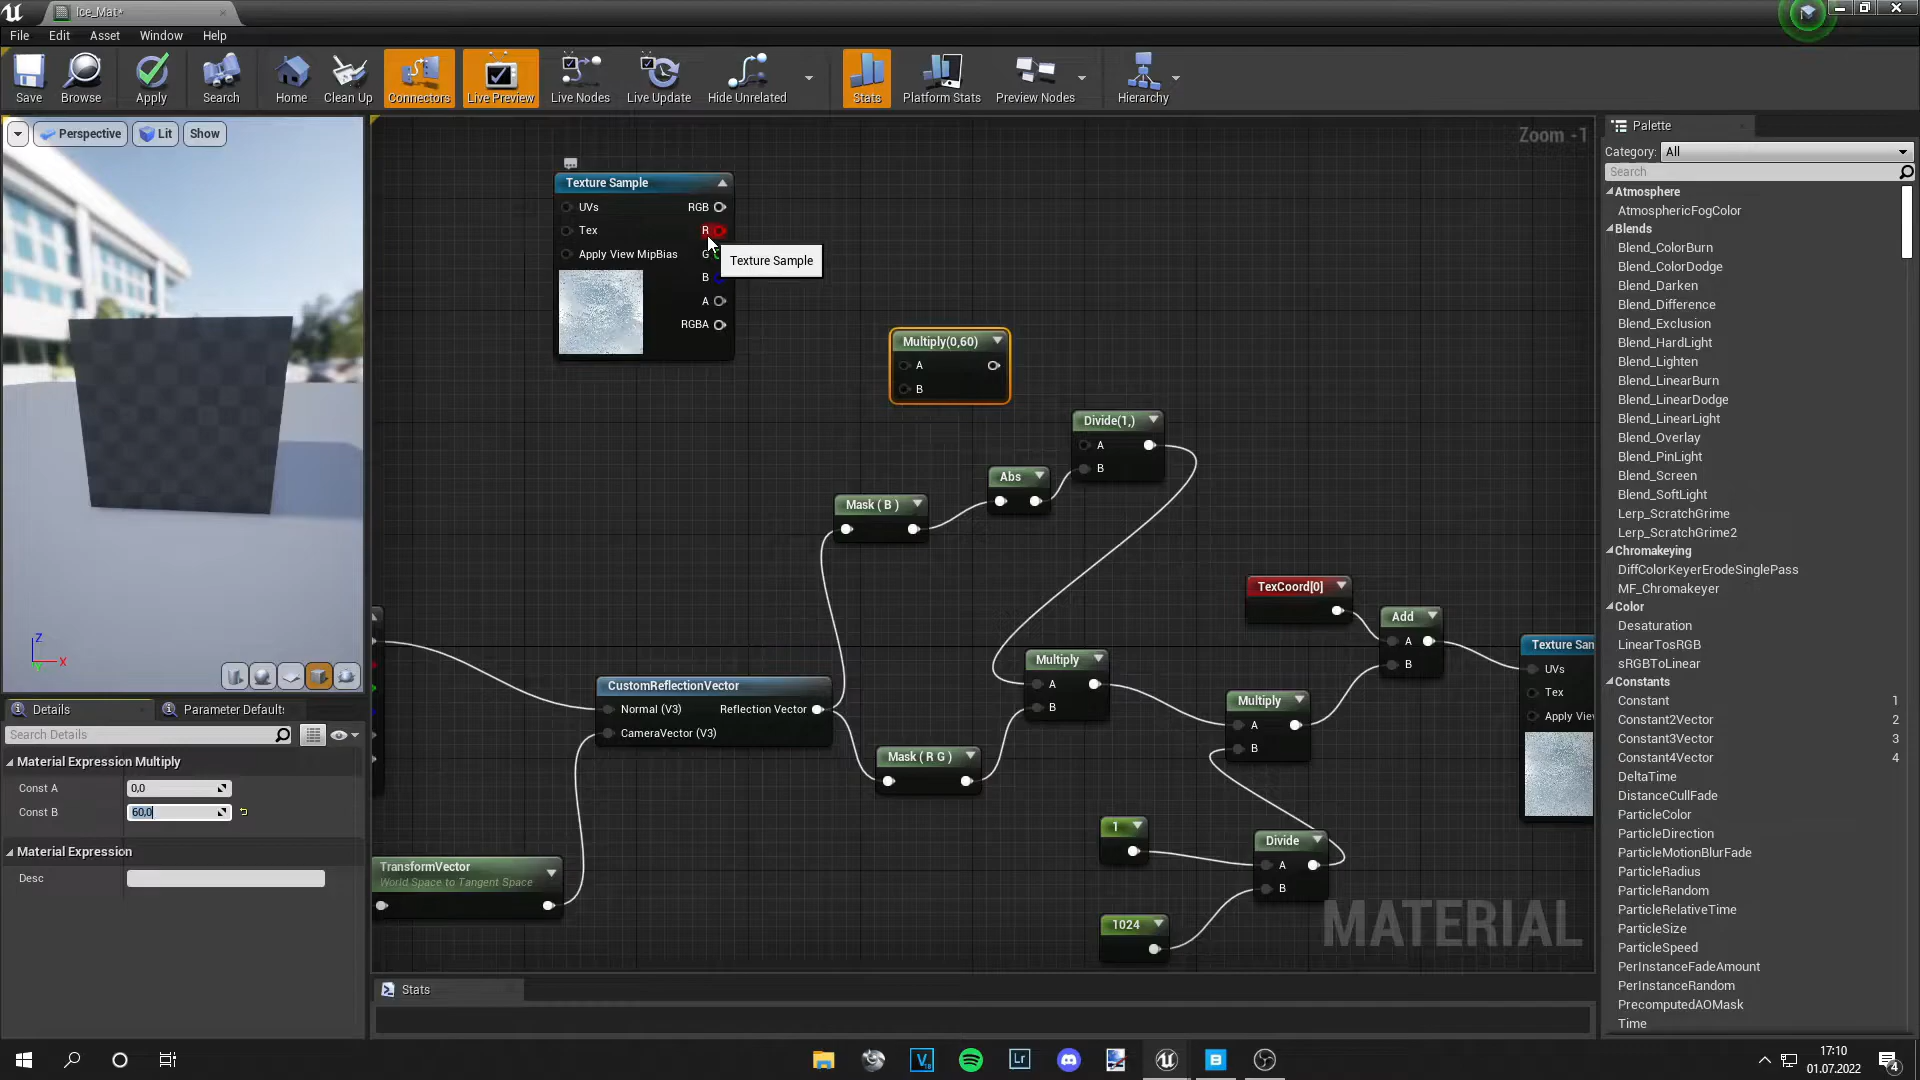 Ice_Mat*
File Edit Asset Window Help
Save Browse Apply Search Home Clean Up Connectors Live Preview Live Nodes Live Update Hide Unrelated Stats Platform Stats Preview Nodes Hierarchy
Perspective Lit Show
Z
X
Details Parameter Defaults
Search Details
Material Expression Multiply
Const A 0,0
Const B 60,0
Material Expression
Desc
Zoom -1
Texture Sample
UVs RGB
Tex R
Apply View MipBias G
B
A
RGBA
Texture Sample
Multiply(0,60)
A
B
Divide(1,)
A
B
Abs
Mask ( B )
TexCoord[0]
Add
A
B
Texture Sam
UVs
Tex
Apply View
Multiply
A
B
CustomReflectionVector
Normal (V3) Reflection Vector
CameraVector (V3)
Multiply
A
B
Mask ( R G )
1
Divide
A
B
1024
TransformVector
World Space to Tangent Space
MATERIAL
Stats
Palette
Category: All
Search
Atmosphere
AtmosphericFogColor
Blends
Blend_ColorBurn
Blend_ColorDodge
Blend_Darken
Blend_Difference
Blend_Exclusion
Blend_HardLight
Blend_Lighten
Blend_LinearBurn
Blend_LinearDodge
Blend_LinearLight
Blend_Overlay
Blend_PinLight
Blend_Screen
Blend_SoftLight
Lerp_ScratchGrime
Lerp_ScratchGrime2
Chromakeying
DiffColorKeyerErodeSinglePass
MF_Chromakeyer
Color
Desaturation
LinearTosRGB
sRGBToLinear
Constants
Constant 1
Constant2Vector 2
Constant3Vector 3
Constant4Vector 4
DeltaTime
DistanceCullFade
ParticleColor
ParticleDirection
ParticleMotionBlurFade
ParticleRadius
ParticleRandom
ParticleRelativeTime
ParticleSize
ParticleSpeed
PerInstanceFadeAmount
PerInstanceRandom
PrecomputedAOMask
Time
Lr
17:10
01.07.2022
4